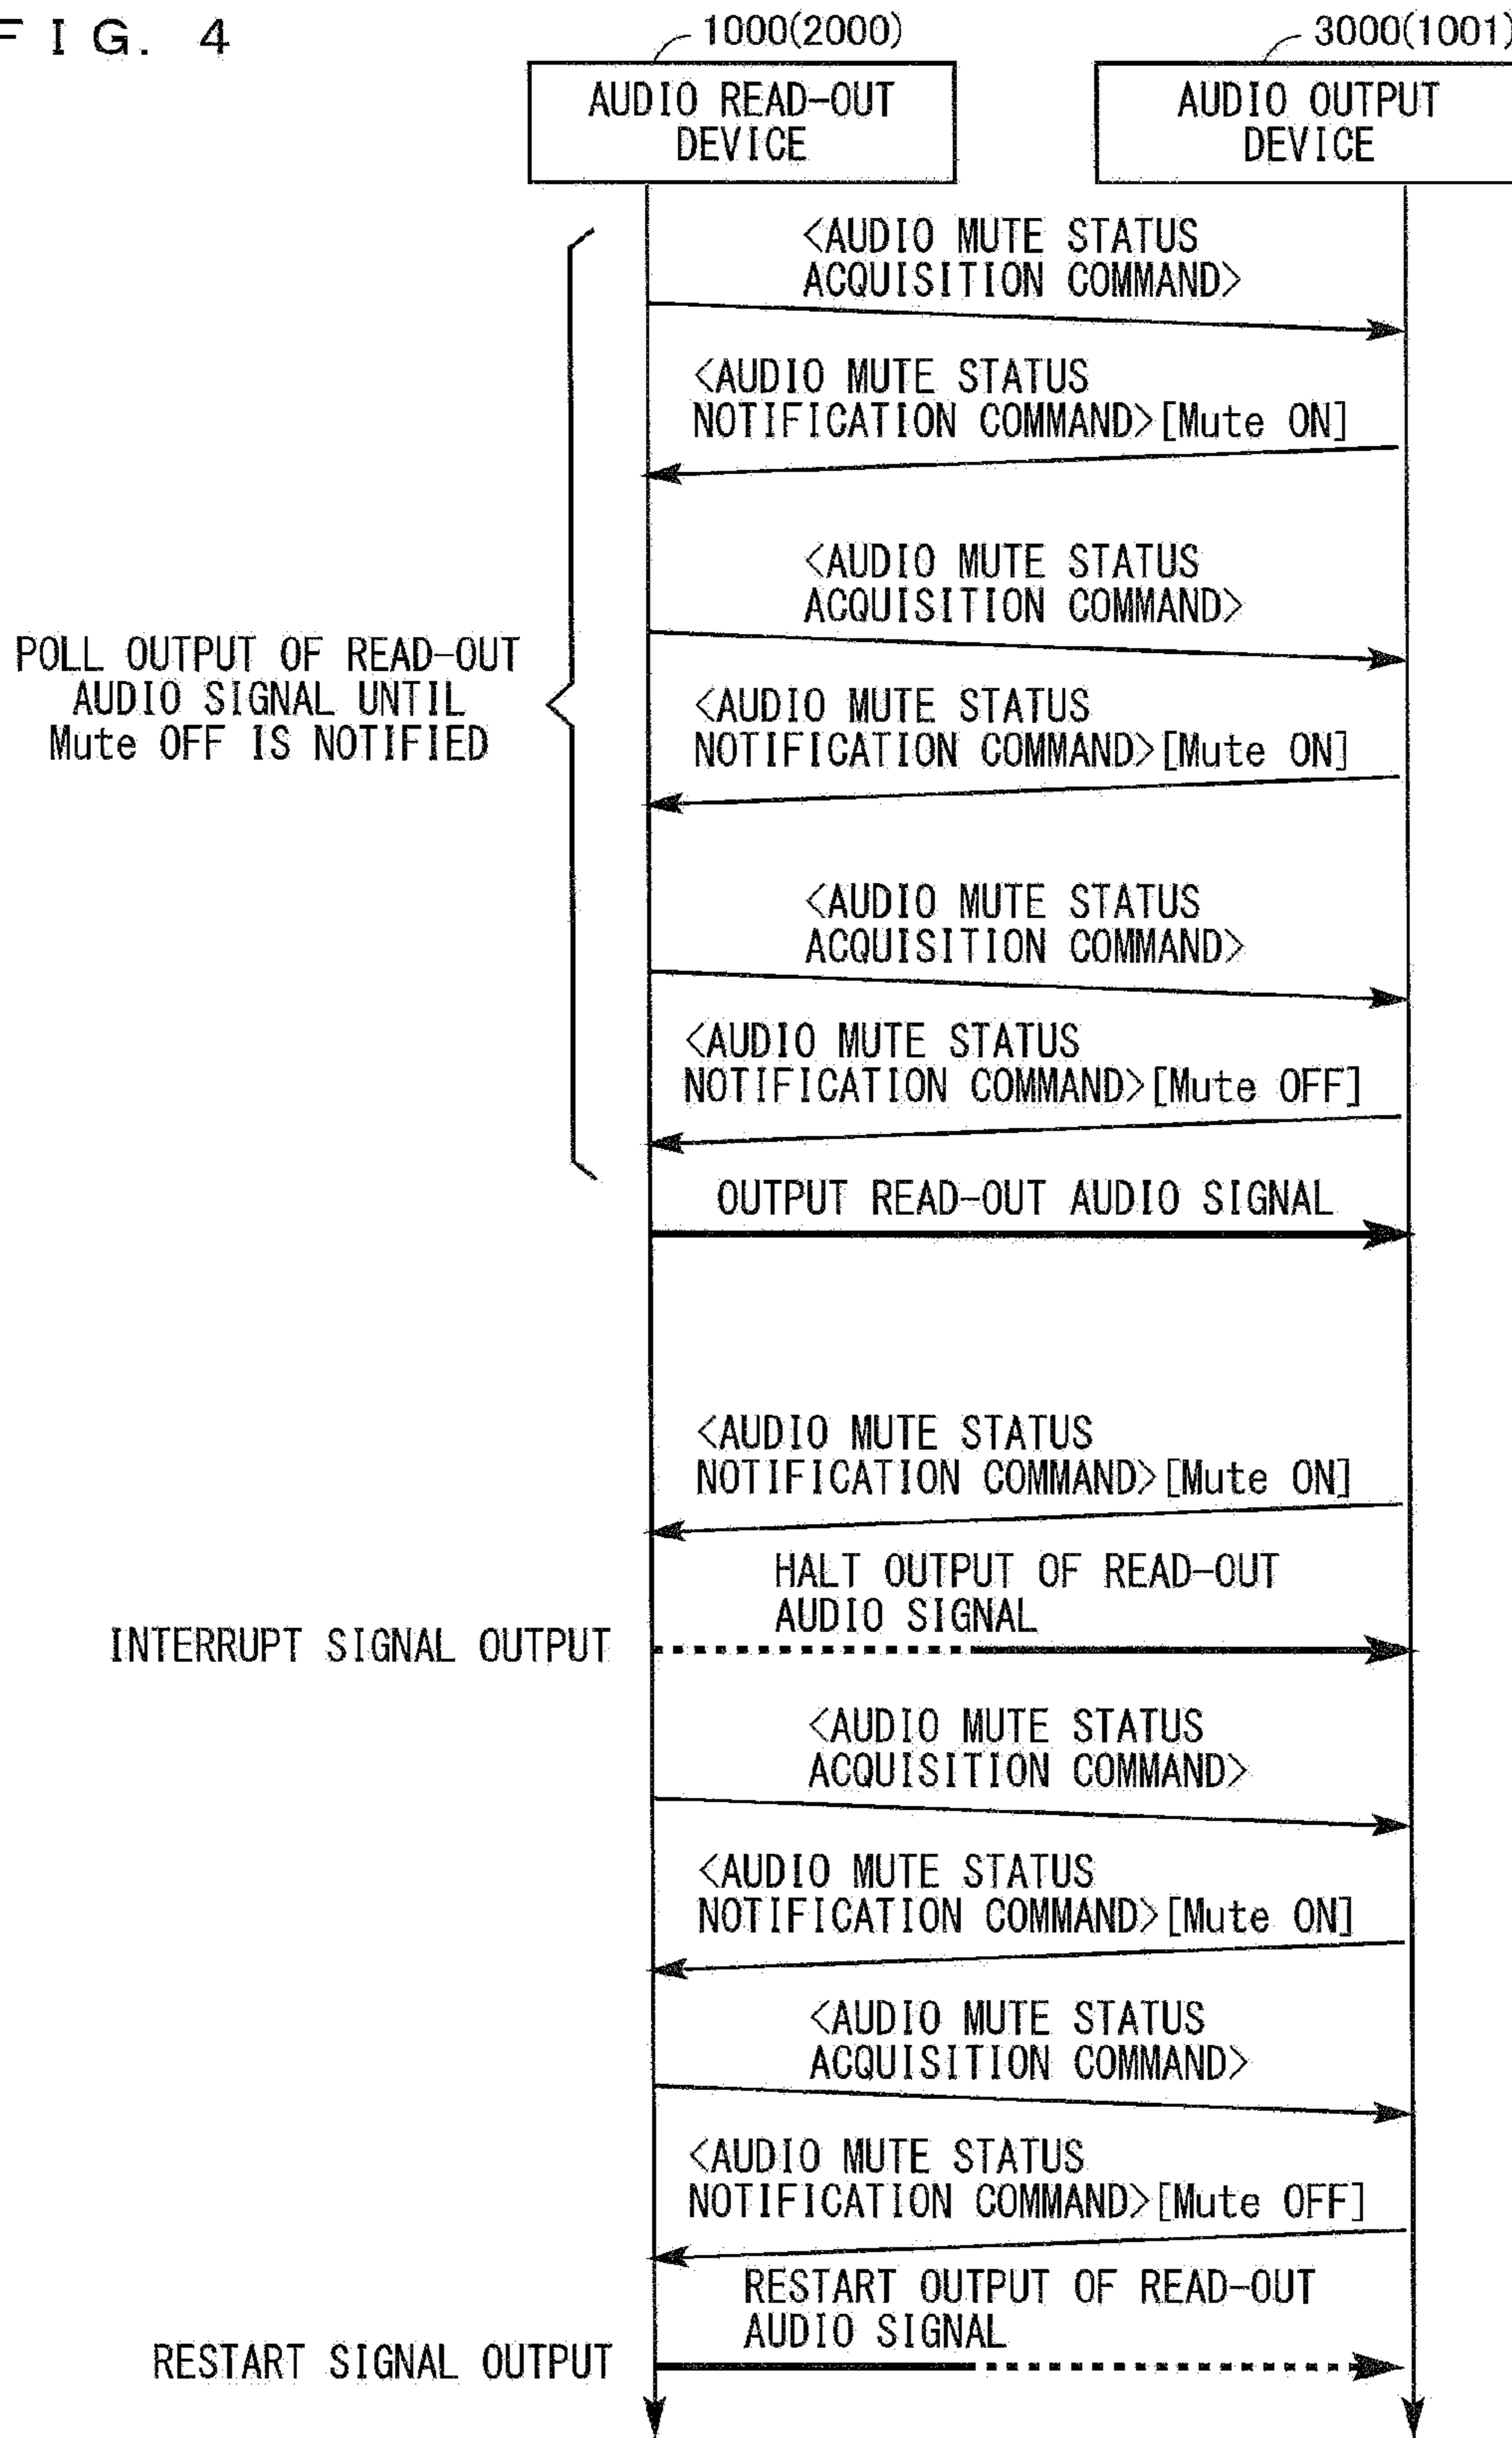 F I G. 4
1000(2000)
3000(1001)
AUDIO READ-OUT
DEVICE
AUDIO OUTPUT
DEVICE
<AUDIO MUTE STATUS
ACQUISITION COMMAND>
<AUDIO MUTE STATUS
NOTIFICATION COMMAND>[Mute ON]
<AUDIO MUTE STATUS
ACQUISITION COMMAND>
POLL OUTPUT OF READ-OUT
AUDIO SIGNAL UNTIL
Mute OFF IS NOTIFIED
<AUDIO MUTE STATUS
NOTIFICATION COMMAND>[Mute ON]
<AUDIO MUTE STATUS
ACQUISITION COMMAND>
<AUDIO MUTE STATUS
NOTIFICATION COMMAND>[Mute OFF]
OUTPUT READ-OUT AUDIO SIGNAL
<AUDIO MUTE STATUS
NOTIFICATION COMMAND>[Mute ON]
HALT OUTPUT OF READ-OUT
AUDIO SIGNAL
INTERRUPT SIGNAL OUTPUT
<AUDIO MUTE STATUS
ACQUISITION COMMAND>
<AUDIO MUTE STATUS
NOTIFICATION COMMAND>[Mute ON]
<AUDIO MUTE STATUS
ACQUISITION COMMAND>
<AUDIO MUTE STATUS
NOTIFICATION COMMAND>[Mute OFF]
RESTART OUTPUT OF READ-OUT
AUDIO SIGNAL
RESTART SIGNAL OUTPUT